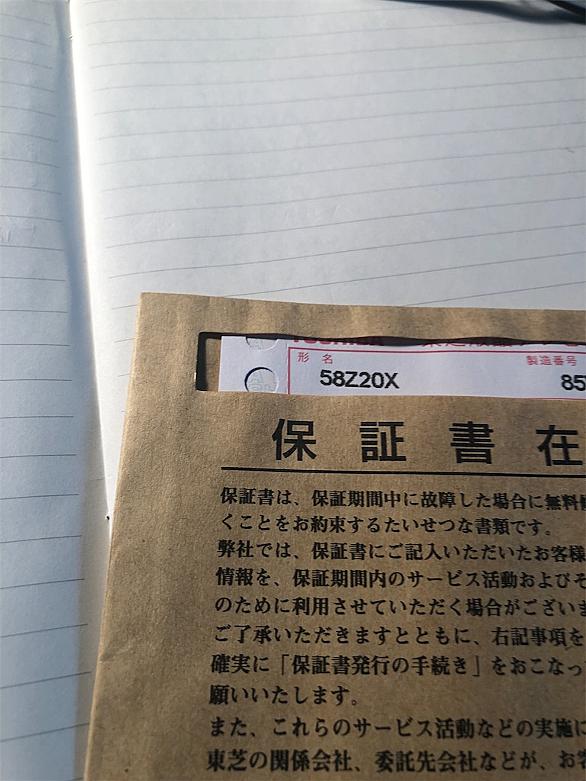 形名
製造番号
58Z20X
85
保証書在
保証書は、保証期間中に故障した場合に無料
くことをお約束するたいせつな書類です。
弊社では、保証書にご記入いただいたお客様
情報を、保証期間内のサービス活動およびそ
のために利用させていただく場合がございま
ご了承いただきますとともに、右記事項を
確実に「保証書発行の手続き」をおこなっ
願いいたします。
また、これらのサービス活動などの実施に
東芝の関係会社、委託先会社などが、お客